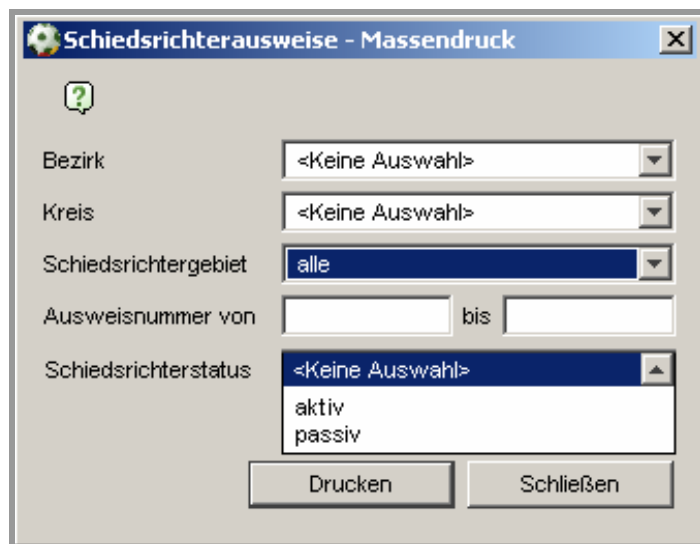 Schiedsrichterausweise - Massendruck
?
Bezirk <Keine Auswahl>
Kreis <Keine Auswahl>
Schiedsrichtergebiet alle
Ausweisnummer von bis
Schiedsrichterstatus <Keine Auswahl>
aktiv
passiv
Drucken Schließen